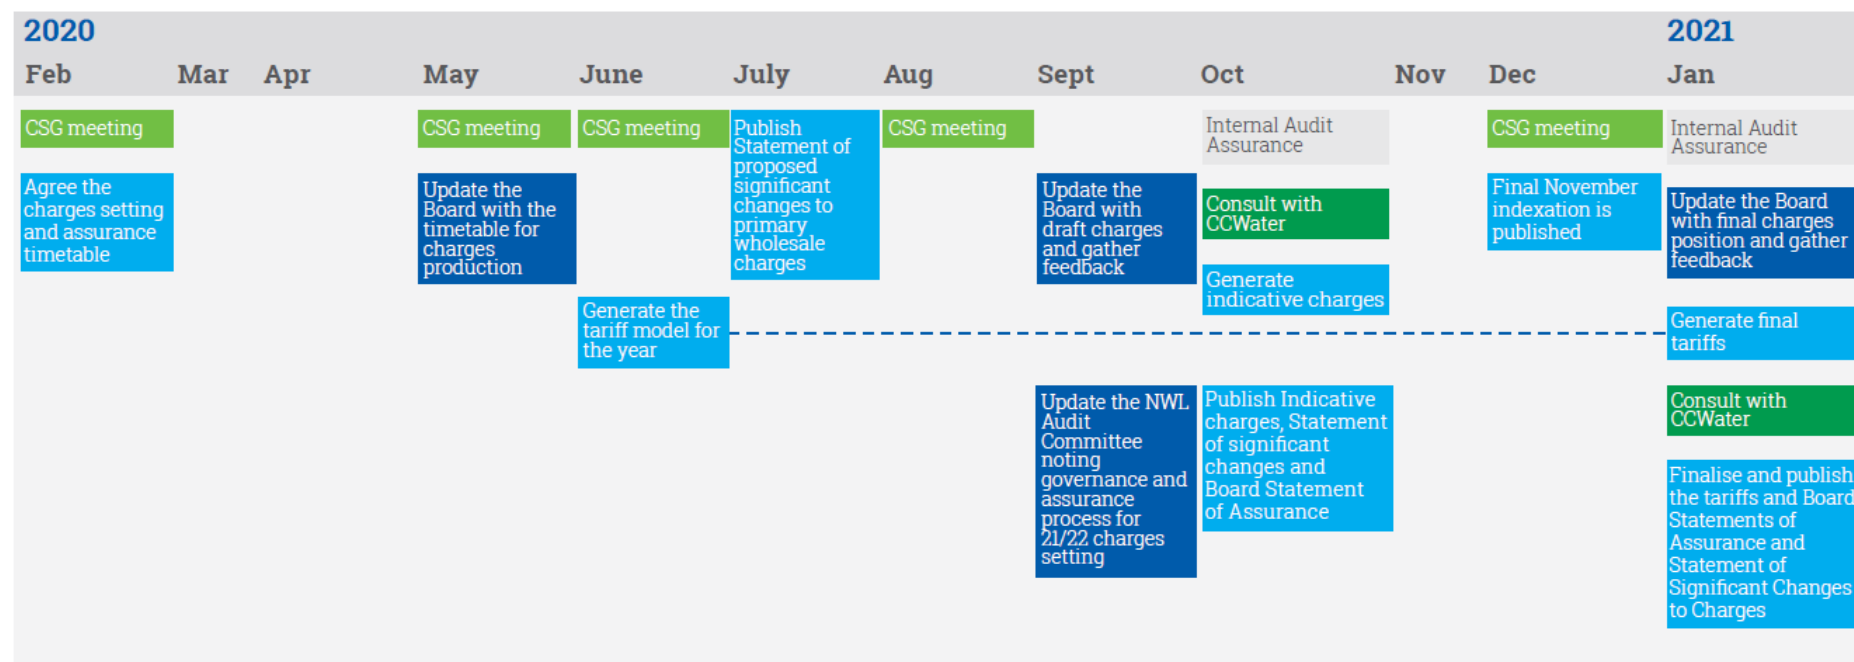 2020
2021
Feb
Mar
Apr
May
June
July
Aug
Sept
Oct
Nov
Dec
Jan
CSG meeting
Agree the
charges setting
and assurance
timetable
CSG meeting
Update the
Board with the
timetable for
charges
production
CSG meeting
Generate the
tariff model for
the year
Publish
Statement of
proposed
significant
changes to
primary
wholesale
charges
CSG meeting
Update the
Board with
draft charges
and gather
feedback
Update the NWL
Audit
Committee
noting
governance and
assurance
process for
21/22 charges
setting
Internal Audit
Assurance
Consult with
CCWater
Generate
indicative charges
Publish Indicative
charges, Statement
of significant
changes and
Board Statement
of Assurance
CSG meeting
Final November
indexation is
published
Internal Audit
Assurance
Update the Board
with final charges
position and gather
feedback
Generate final
tariffs
Consult with
CCWater
Finalise and publish
the tariffs and Board
Statements of
Assurance and
Statement of
Significant Changes
to Charges